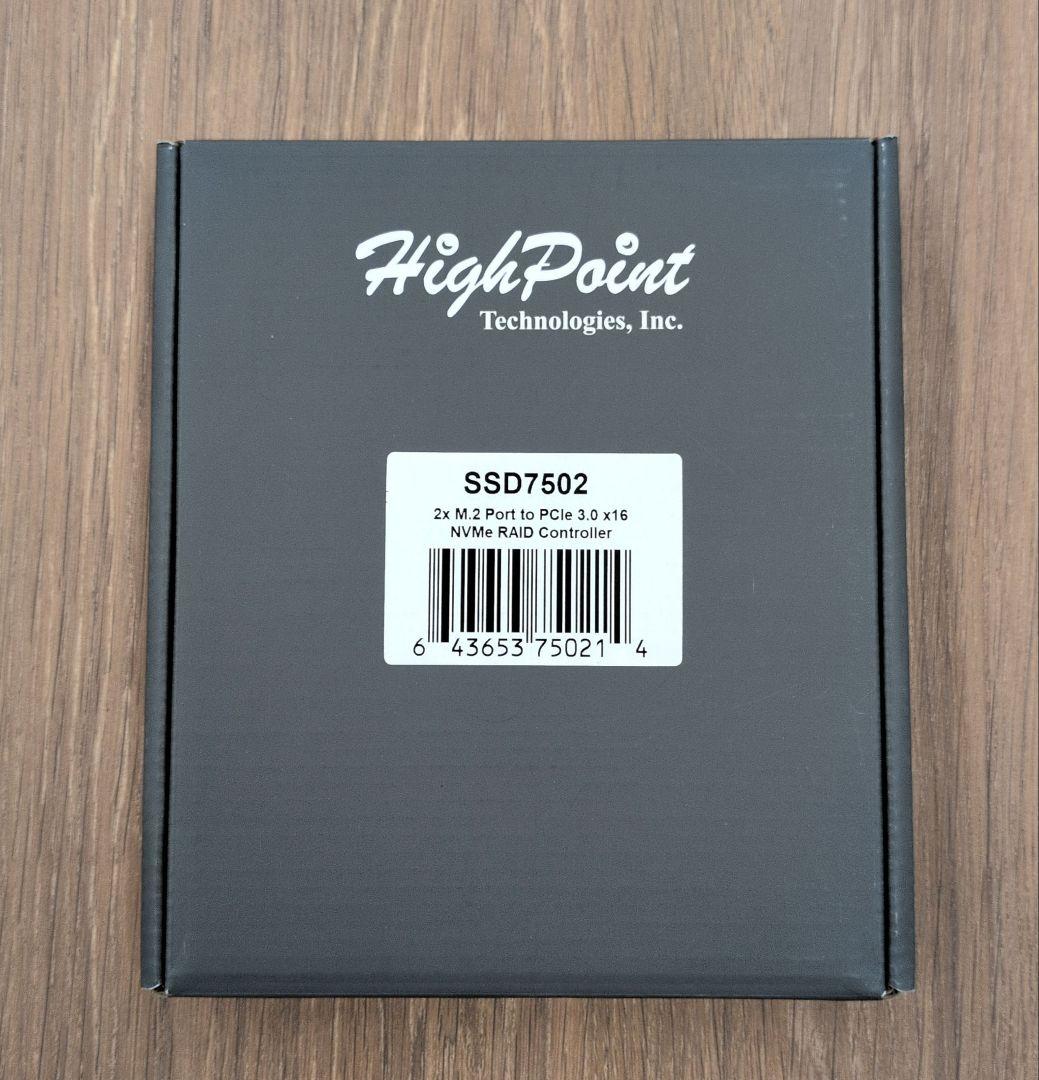 HighPoint
Technologies, Inc.
SSD7502
2x M.2 Port to PCIe 3.0 x16
NVMe RAID Controller
6 43653 75021 4